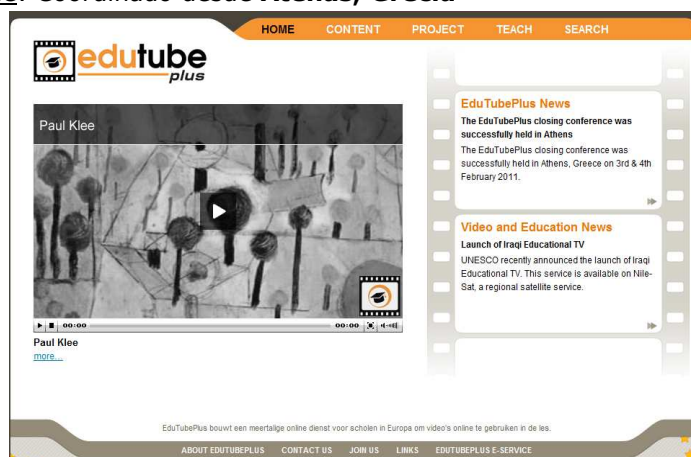 Coordinado desde Atenas, Grecia
HOME CONTENT PROJECT TEACH SEARCH
edutube
plus
Paul Klee
00:00 00:00
Paul Klee
more...
EduTubePlus News
The EduTubePlus closing conference was
successfully held in Athens
The EduTubePlus closing conference was
successfully held in Athens, Greece on 3rd & 4th
February 2011.
Video and Education News
Launch of Iraqi Educational TV
UNESCO recently announced the launch of Iraqi
Educational TV. This service is available on Nile-
Sat, a regional satellite service.
EduTubePlus bouwt een meertalige online dienst voor scholen in Europa om video's online te gebruiken in de les.
ABOUT EDUTUBEPLUS CONTACT US JOIN US LINKS EDUTUBEPLUS E-SERVICE